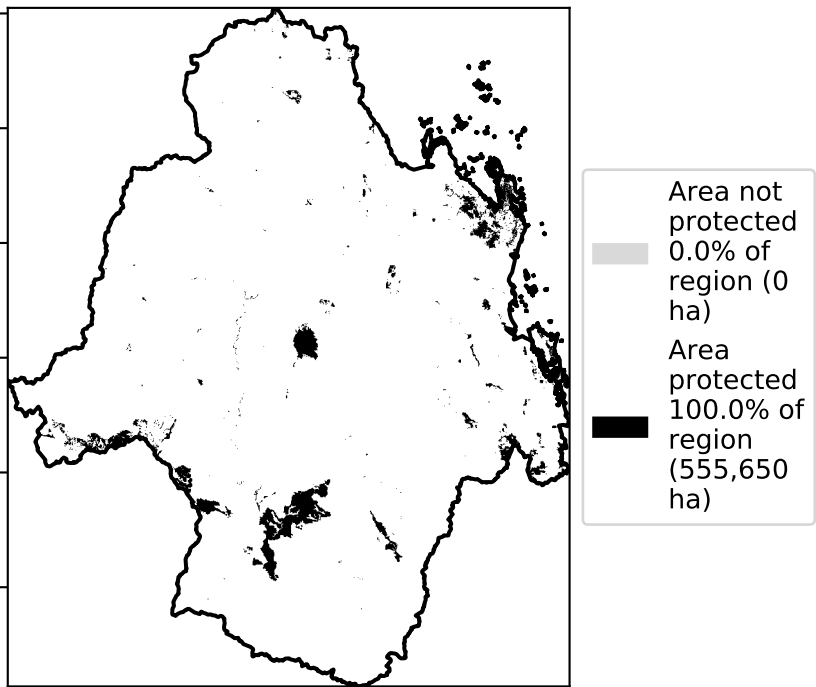 Area not
protected
0.0% of
region (0
ha)
Area
protected
100.0% of
region
(555,650
ha)